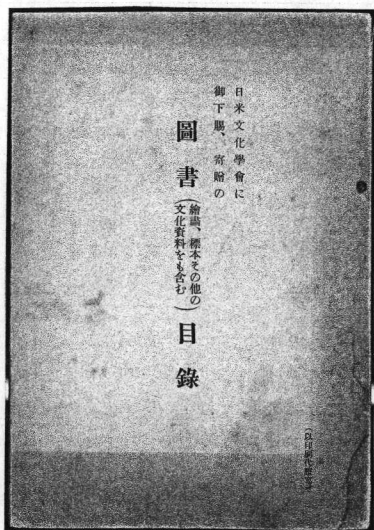 日米文化學會に
御下賜、寄贈の
圖書（繪畫、標本その他の
文化資料をも含む）目錄